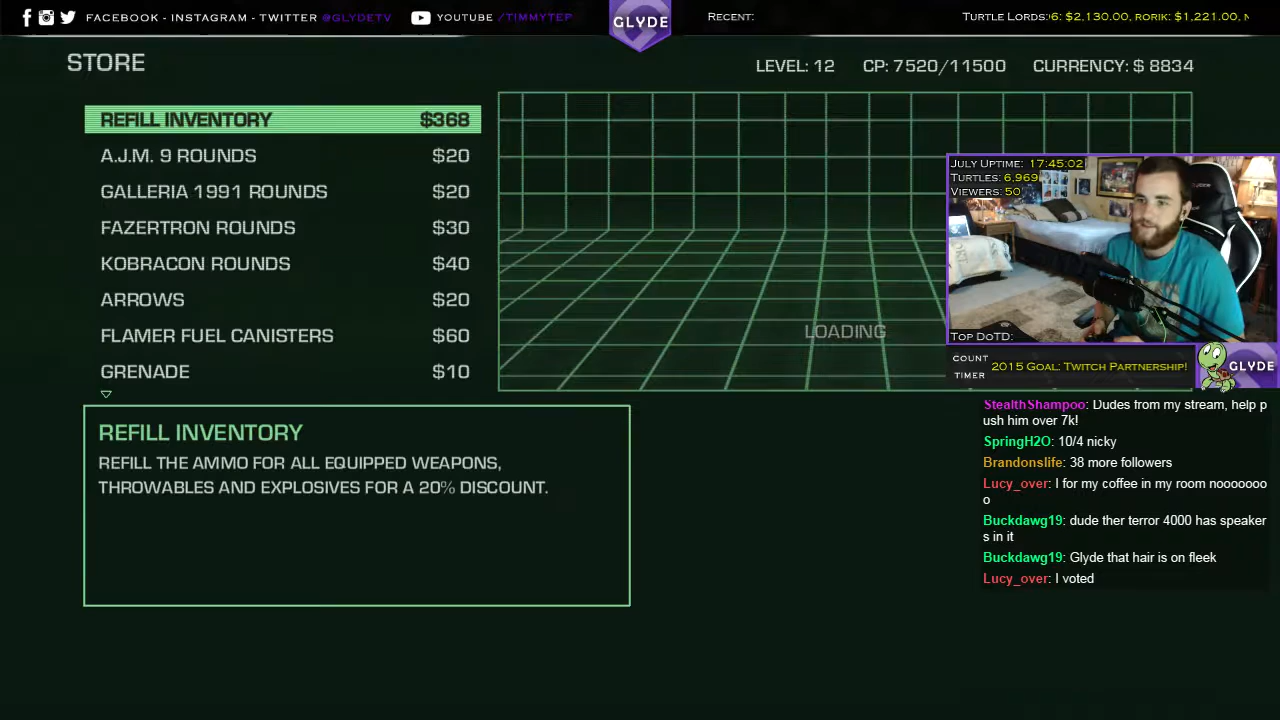 FACEBOOK - INSTAGRAM - TWITTER @GLYDETV
YOUTUBE /TIMMYTEP
GLYDE
RECENT:
TURTLE LORDS: 6: $2,130.00, RORIK: $1,221.00,
STORE
LEVEL: 12 CP: 7520/11500 CURRENCY: $ 8834
REFILL INVENTORY $368
A.J.M. 9 ROUNDS $20
GALLERIA 1991 ROUNDS $20
FAZERTRON ROUNDS $30
KOBRACON ROUNDS $40
ARROWS $20
FLAMER FUEL CANISTERS $60
GRENADE $10
LOADING
REFILL INVENTORY
REFILL THE AMMO FOR ALL EQUIPPED WEAPONS,
THROWABLES AND EXPLOSIVES FOR A 20% DISCOUNT.
JULY UPTIME: 17:45:02
TURTLES: 6,969
VIEWERS: 50
TOP DOTD:
COUNT
TIMER
2015 GOAL: TWITCH PARTNERSHIP!
GLYDE
StealthShampoo: Dudes from my stream, help p
ush him over 7k!
SpringH2O: 10/4 nicky
Brandonslife: 38 more followers
Lucy_over: I for my coffee in my room nooooooo
o
Buckdawg19: dude ther terror 4000 has speaker
s in it
Buckdawg19: Glyde that hair is on fleek
Lucy_over: I voted